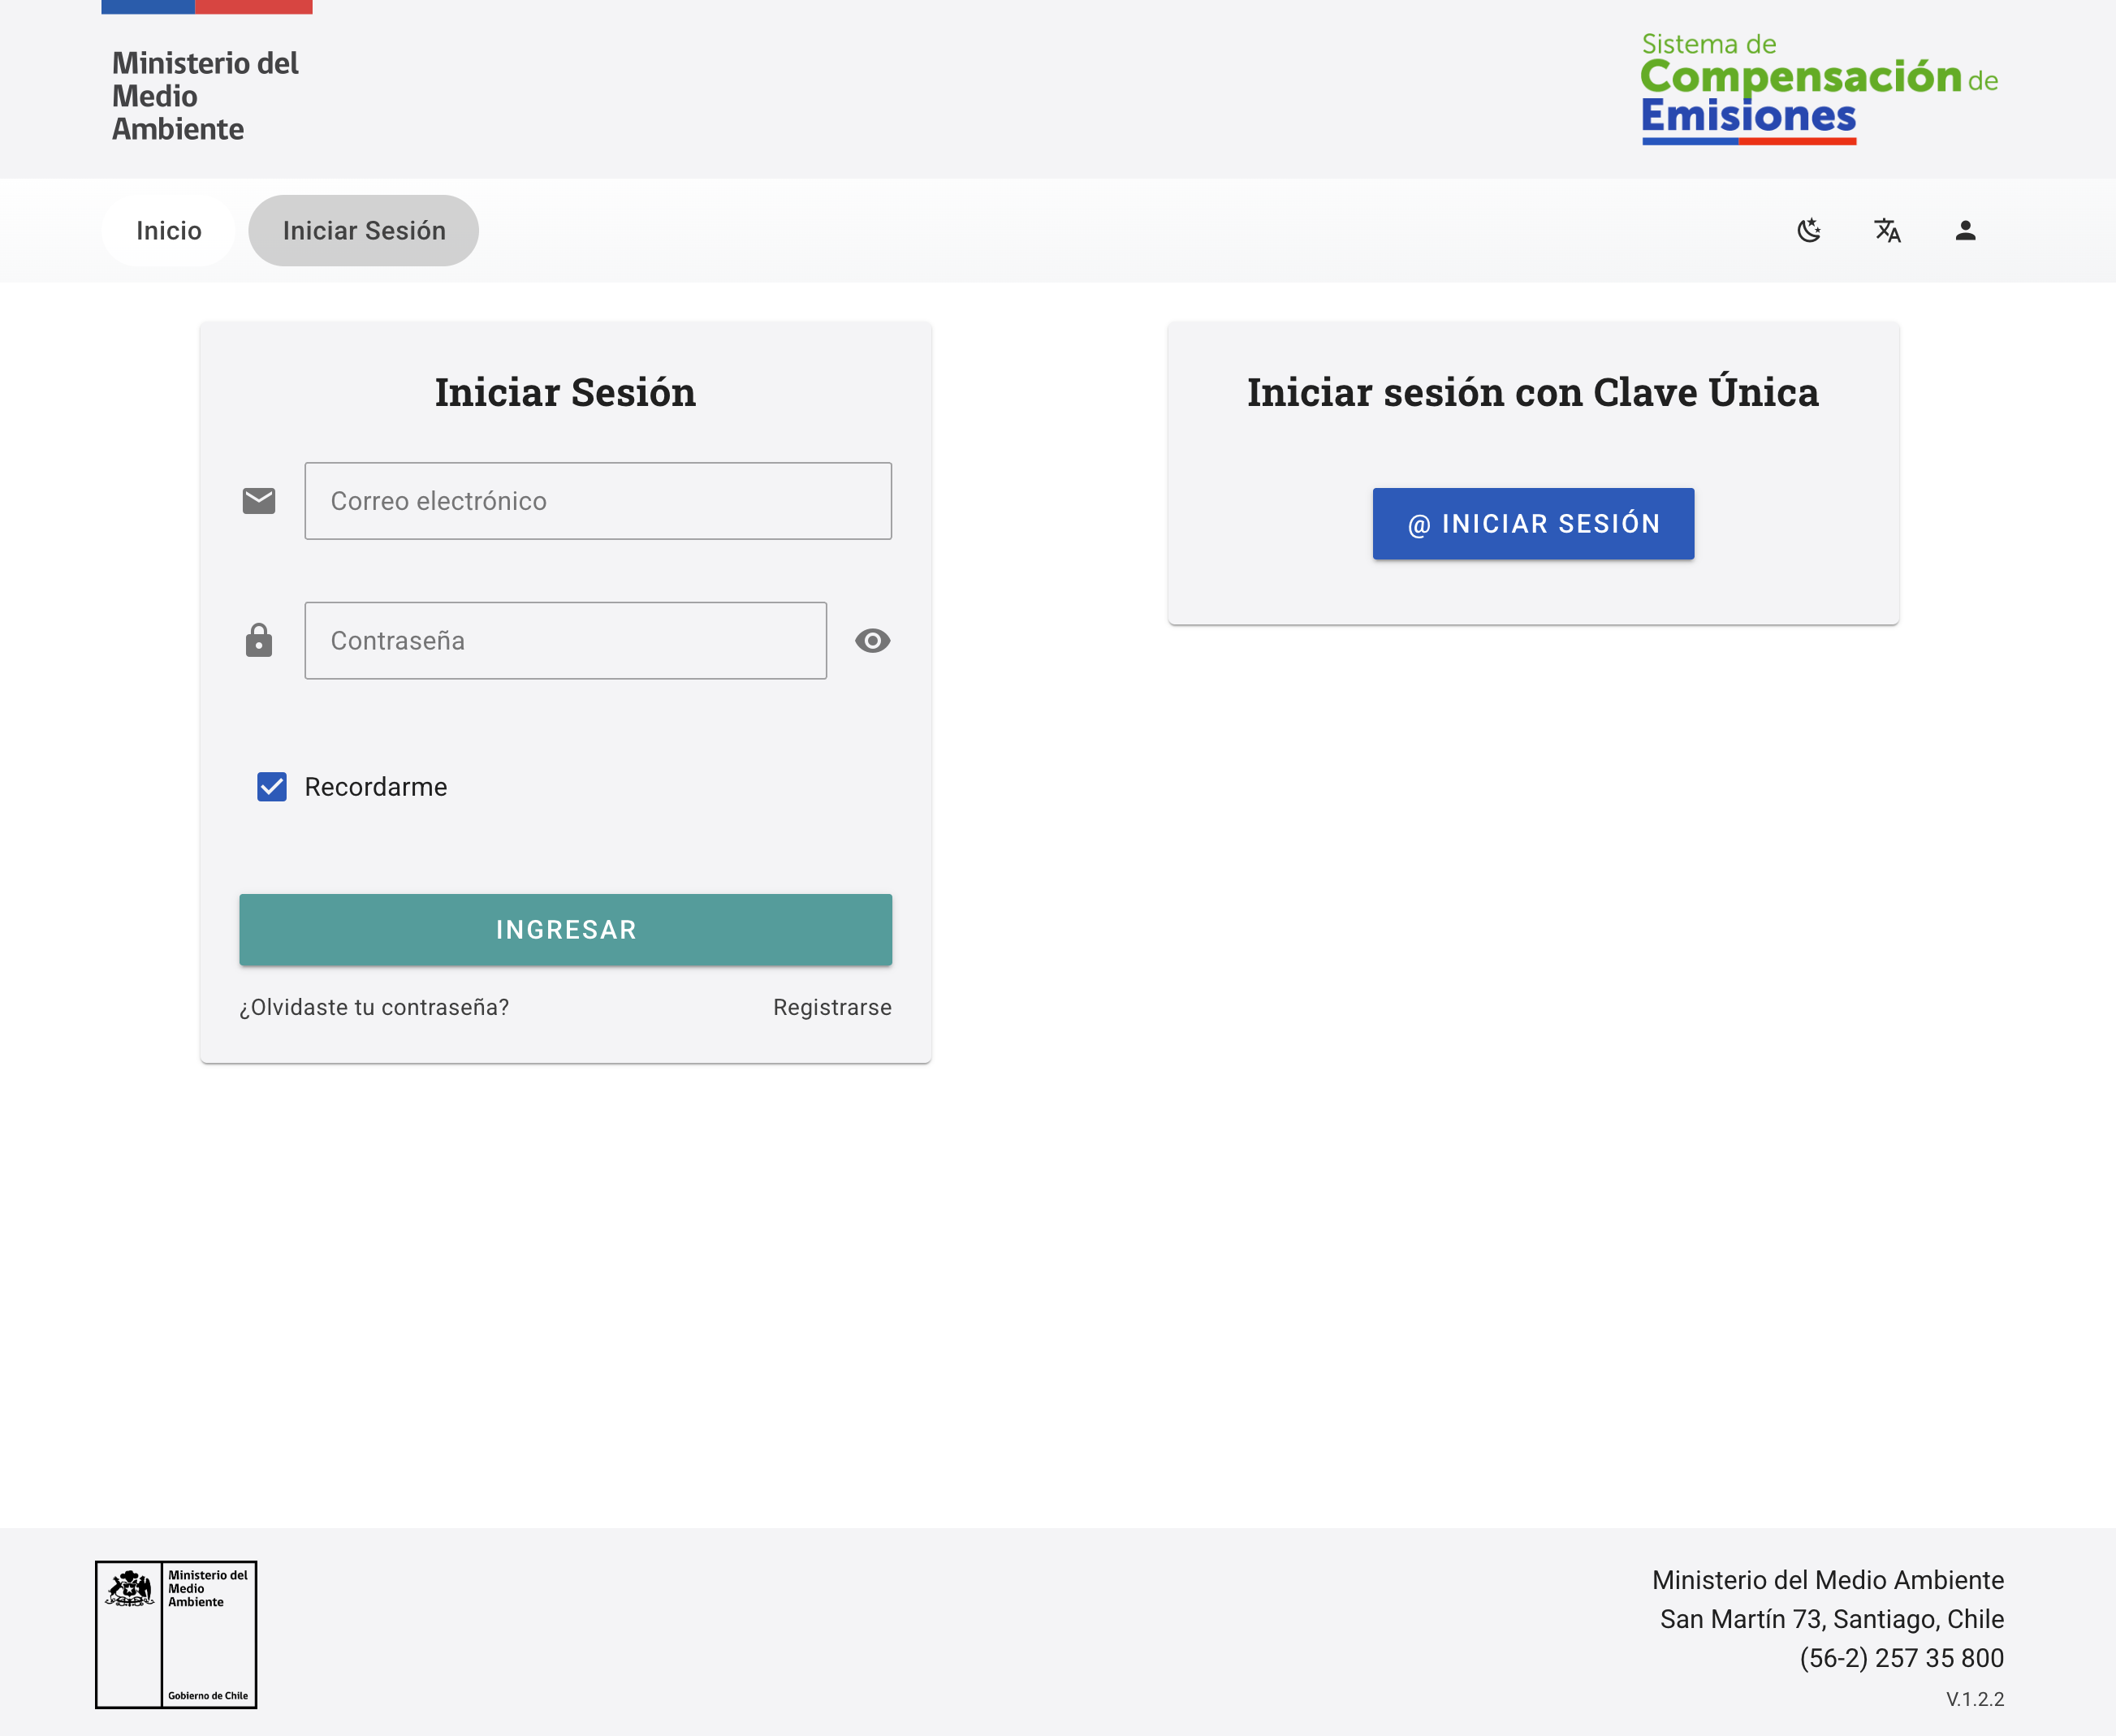 Ministerio del
Medio
Ambiente
Sistema de
Compensación de
Emisiones
Inicio
Iniciar Sesión
Iniciar Sesión
Correo electrónico
Contraseña
Recordarme
INGRESAR
¿Olvidaste tu contraseña?
Registrarse
Iniciar sesión con Clave Única
@ INICIAR SESIÓN
Ministerio del
Medio
Ambiente
Gobierno de Chile
Ministerio del Medio Ambiente
San Martín 73, Santiago, Chile
(56-2) 257 35 800
V.1.2.2